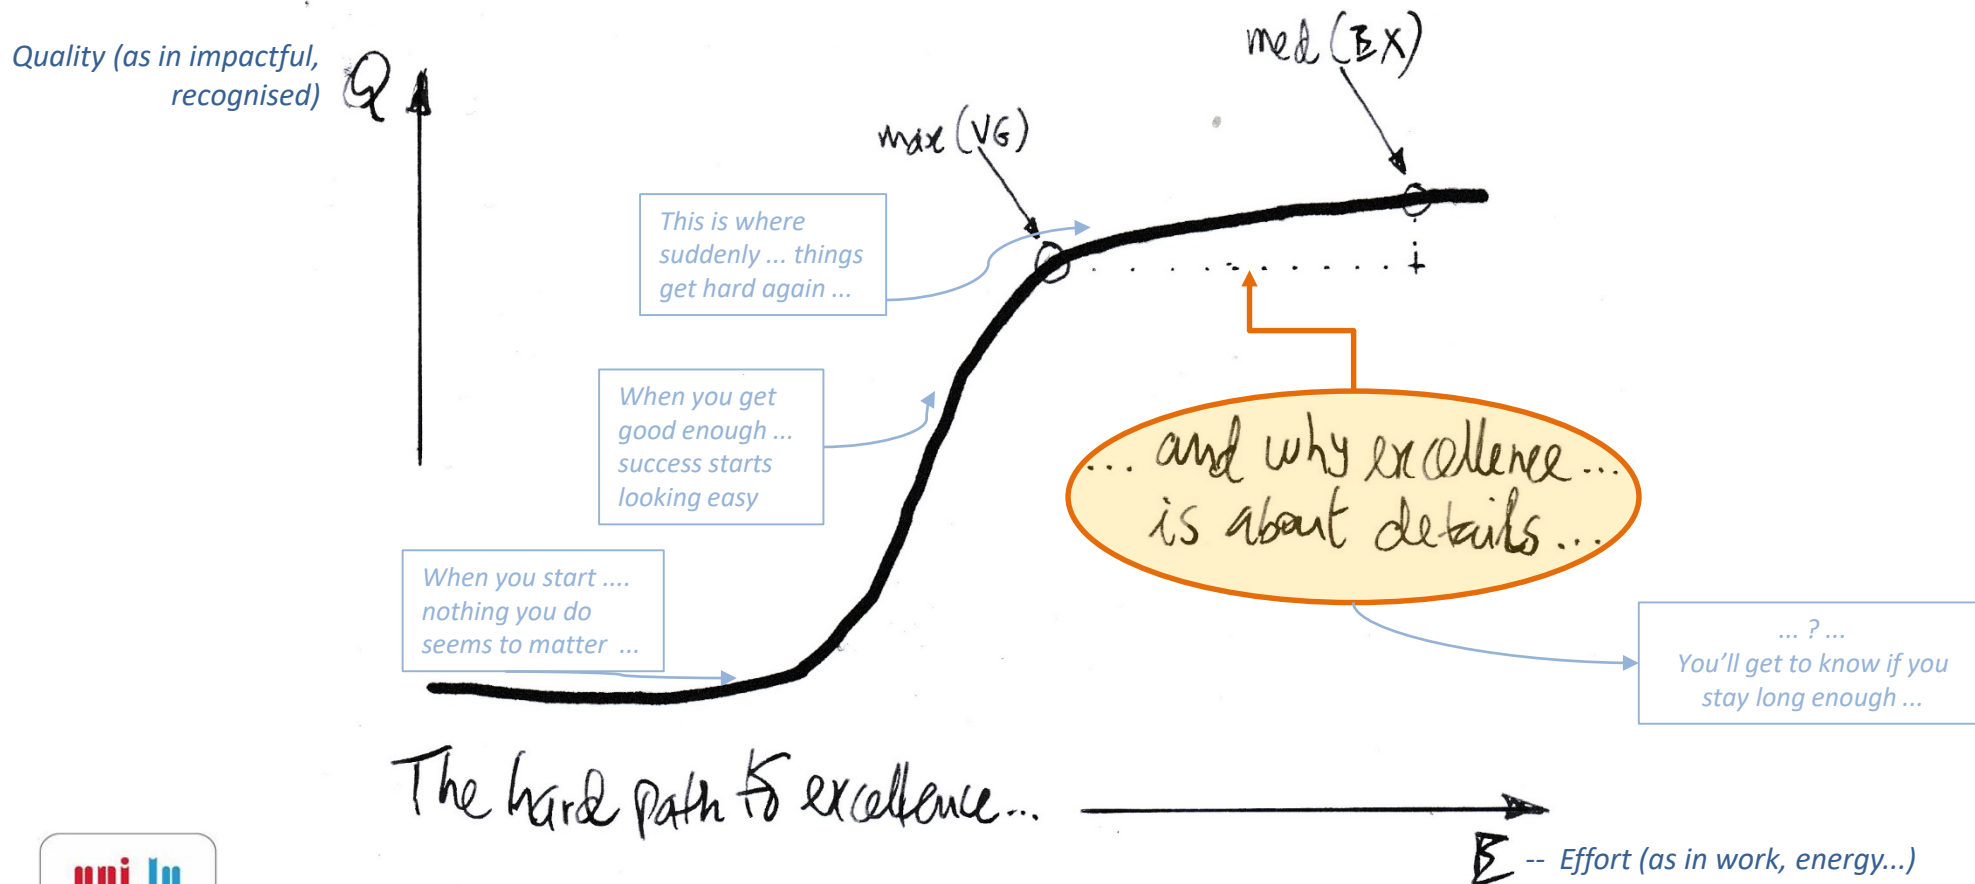 Quality (as in impactful,
recognised)
Q
med (EX)
max (VG)
This is where
suddenly ... things
get hard again ...
When you get
good enough ...
success starts
looking easy
... and why excellence ...
is about details ...
When you start ....
nothing you do
seems to matter ...
... ? ...
You'll get to know if you
stay long enough ...
The hard path to excellence...
E -- Effort (as in work, energy...)
uni lu